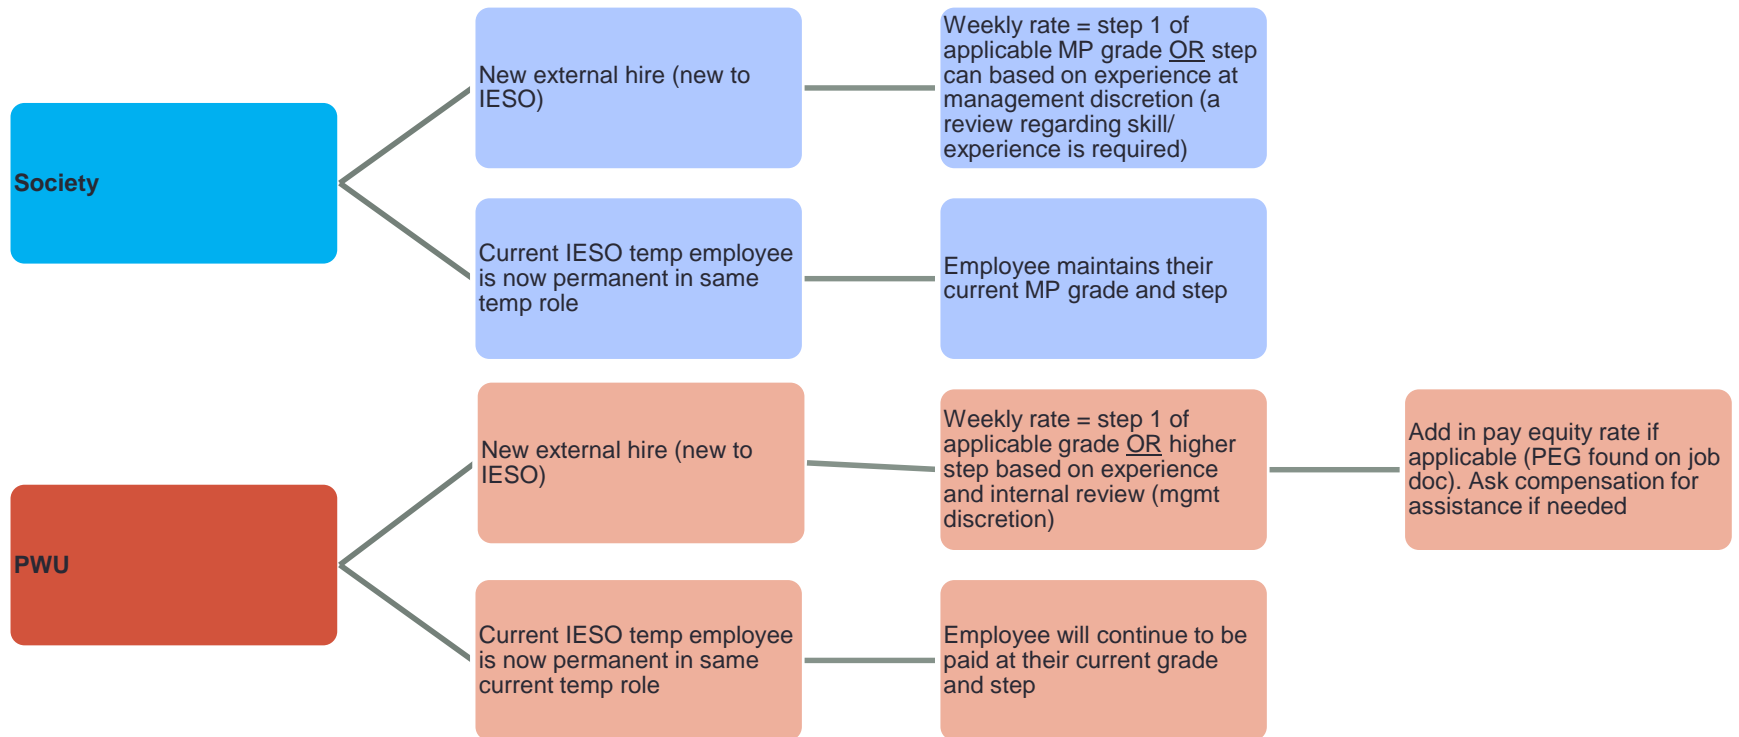 Society
New external hire (new to
IESO)
Weekly rate = step 1 of
applicable MP grade OR step
can based on experience at
management discretion (a
review regarding skill/
experience is required)
Current IESO temp employee
is now permanent in same
temp role
Employee maintains their
current MP grade and step
PWU
New external hire (new to
IESO)
Weekly rate = step 1 of
applicable grade OR higher
step based on experience
and internal review (mgmt
discretion)
Add in pay equity rate if
applicable (PEG found on job
doc). Ask compensation for
assistance if needed
Current IESO temp employee
is now permanent in same
current temp role
Employee will continue to be
paid at their current grade
and step